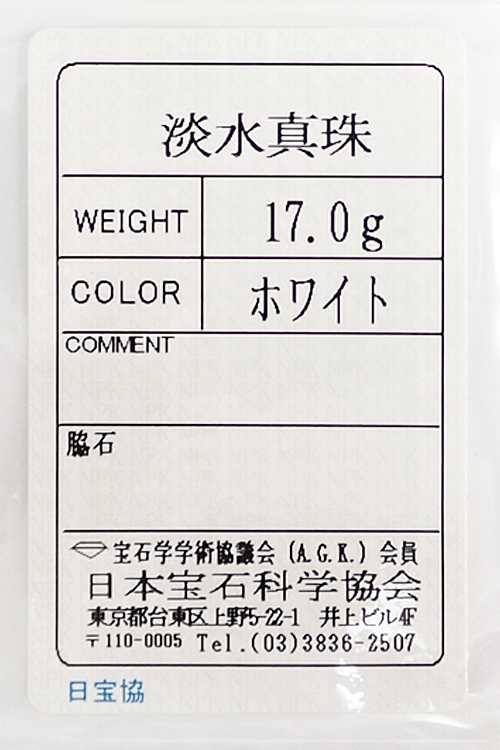 淡水真珠
WEIGHT 17.0g
COLOR ホワイト
COMMENT
脇石
宝石学学術協議会 (A.G.K.) 会員
日本宝石科学協会
東京都台東区上野5-22-1 井上ビル4F
〒110-0005 Tel.(03)3836-2507
日宝協